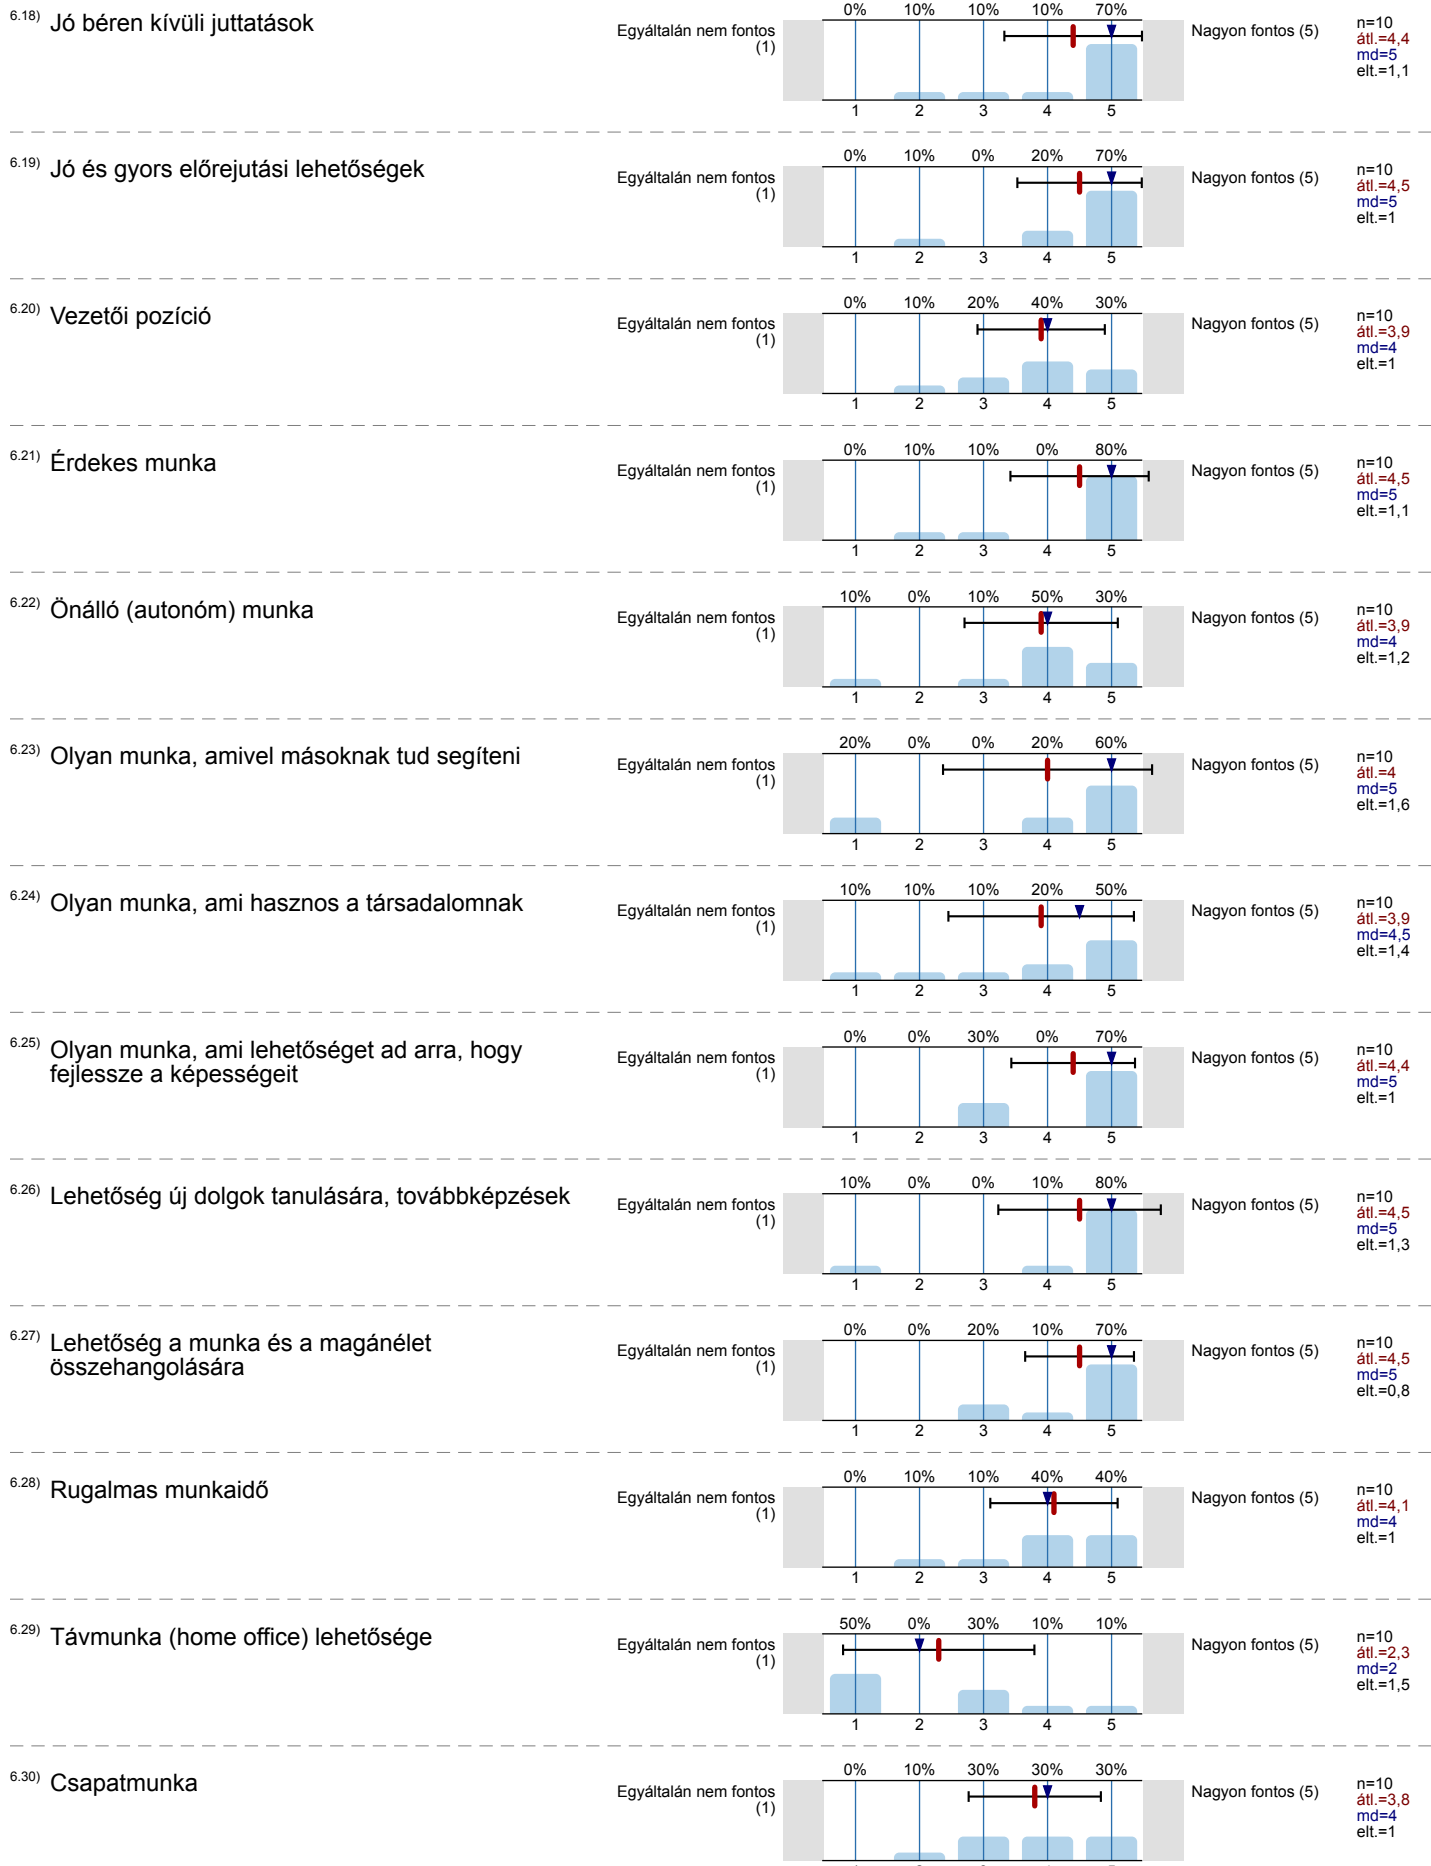 6.18) Jó béren kívüli juttatások
Egyáltalán nem fontos
(1)
0% 10% 10% 10% 70%
1 2 3 4 5
Nagyon fontos (5)
n=10
átl.=4,4
md=5
elt.=1,1
6.19) Jó és gyors előrejutási lehetőségek
Egyáltalán nem fontos
(1)
0% 10% 0% 20% 70%
1 2 3 4 5
Nagyon fontos (5)
n=10
átl.=4,5
md=5
elt.=1
6.20) Vezetői pozíció
Egyáltalán nem fontos
(1)
0% 10% 20% 40% 30%
1 2 3 4 5
Nagyon fontos (5)
n=10
átl.=3,9
md=4
elt.=1
6.21) Érdekes munka
Egyáltalán nem fontos
(1)
0% 10% 10% 0% 80%
1 2 3 4 5
Nagyon fontos (5)
n=10
átl.=4,5
md=5
elt.=1,1
6.22) Önálló (autonóm) munka
Egyáltalán nem fontos
(1)
10% 0% 10% 50% 30%
1 2 3 4 5
Nagyon fontos (5)
n=10
átl.=3,9
md=4
elt.=1,2
6.23) Olyan munka, amivel másoknak tud segíteni
Egyáltalán nem fontos
(1)
20% 0% 0% 20% 60%
1 2 3 4 5
Nagyon fontos (5)
n=10
átl.=4
md=5
elt.=1,6
6.24) Olyan munka, ami hasznos a társadalomnak
Egyáltalán nem fontos
(1)
10% 10% 10% 20% 50%
1 2 3 4 5
Nagyon fontos (5)
n=10
átl.=3,9
md=4,5
elt.=1,4
6.25) Olyan munka, ami lehetőséget ad arra, hogy
fejlessze a képességeit
Egyáltalán nem fontos
(1)
0% 0% 30% 0% 70%
1 2 3 4 5
Nagyon fontos (5)
n=10
átl.=4,4
md=5
elt.=1
6.26) Lehetőség új dolgok tanulására, továbbképzések
Egyáltalán nem fontos
(1)
10% 0% 0% 10% 80%
1 2 3 4 5
Nagyon fontos (5)
n=10
átl.=4,5
md=5
elt.=1,3
6.27) Lehetőség a munka és a magánélet
összehangolására
Egyáltalán nem fontos
(1)
0% 0% 20% 10% 70%
1 2 3 4 5
Nagyon fontos (5)
n=10
átl.=4,5
md=5
elt.=0,8
6.28) Rugalmas munkaidő
Egyáltalán nem fontos
(1)
0% 10% 10% 40% 40%
1 2 3 4 5
Nagyon fontos (5)
n=10
átl.=4,1
md=4
elt.=1
6.29) Távmunka (home office) lehetősége
Egyáltalán nem fontos
(1)
50% 0% 30% 10% 10%
1 2 3 4 5
Nagyon fontos (5)
n=10
átl.=2,3
md=2
elt.=1,5
6.30) Csapatmunka
Egyáltalán nem fontos
(1)
0% 10% 30% 30% 30%
Nagyon fontos (5)
n=10
átl.=3,8
md=4
elt.=1